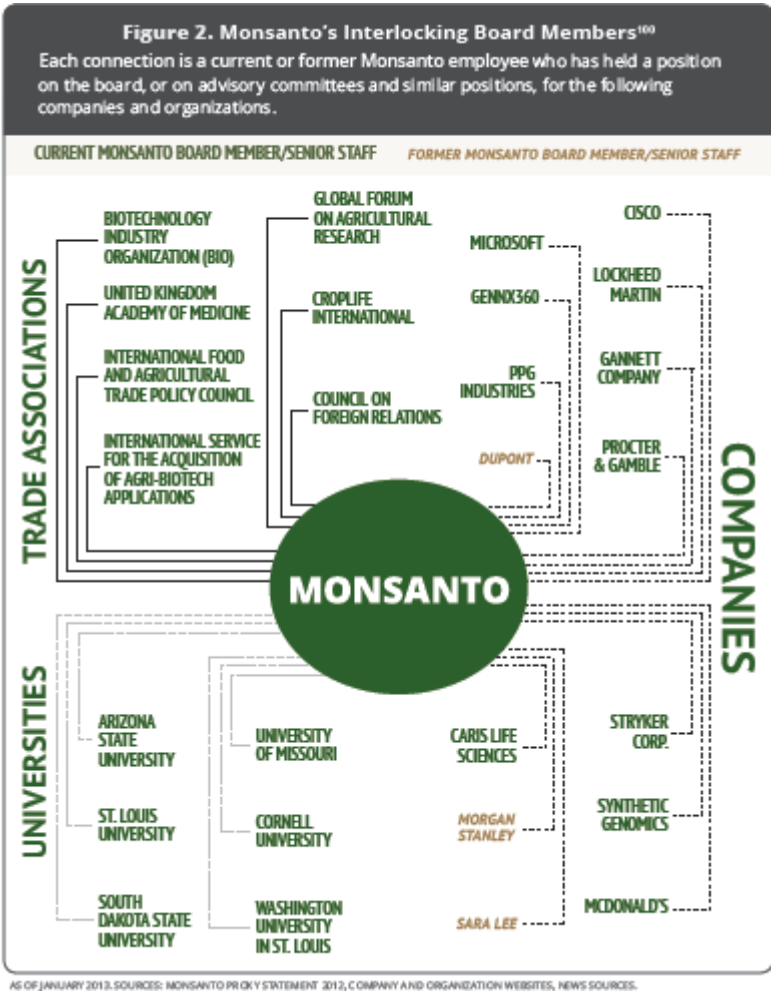 Figure 2. Monsanto's Interlocking Board Members¹⁰⁰
Each connection is a current or former Monsanto employee who has held a position
on the board, or on advisory committees and similar positions, for the following
companies and organizations.
CURRENT MONSANTO BOARD MEMBER/SENIOR STAFF
FORMER MONSANTO BOARD MEMBER/SENIOR STAFF
TRADE ASSOCIATIONS
BIOTECHNOLOGY
INDUSTRY
ORGANIZATION (BIO)
UNITED KINGDOM
ACADEMY OF MEDICINE
INTERNATIONAL FOOD
AND AGRICULTURAL
TRADE POLICY COUNCIL
INTERNATIONAL SERVICE
FOR THE ACQUISITION
OF AGRI-BIOTECH
APPLICATIONS
GLOBAL FORUM
ON AGRICULTURAL
RESEARCH
CROPLIFE
INTERNATIONAL
COUNCIL ON
FOREIGN RELATIONS
MICROSOFT
GENNX360
PPG
INDUSTRIES
DUPONT
CISCO
LOCKHEED
MARTIN
GANNETT
COMPANY
PROCTER
& GAMBLE
COMPANIES
MONSANTO
UNIVERSITIES
ARIZONA
STATE
UNIVERSITY
ST. LOUIS
UNIVERSITY
SOUTH
DAKOTA STATE
UNIVERSITY
UNIVERSITY
OF MISSOURI
CORNELL
UNIVERSITY
WASHINGTON
UNIVERSITY
IN ST. LOUIS
CARIS LIFE
SCIENCES
MORGAN
STANLEY
SARA LEE
STRYKER
CORP.
SYNTHETIC
GENOMICS
MCDONALD'S
AS OF JANUARY 2013. SOURCES: MONSANTO PROXY STATEMENT 2012, COMPANY AND ORGANIZATION WEBSITES, NEWS SOURCES.